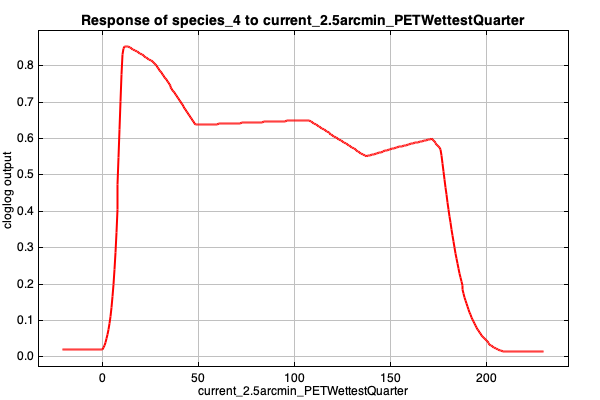 Response of species_4 to current_2.5arcmin_PETWettestQuarter
cloglog output
0.8
0.7
0.6
0.5
0.4
0.3
0.2
0.1
0.0
0 50 100 150 200
current_2.5arcmin_PETWettestQuarter